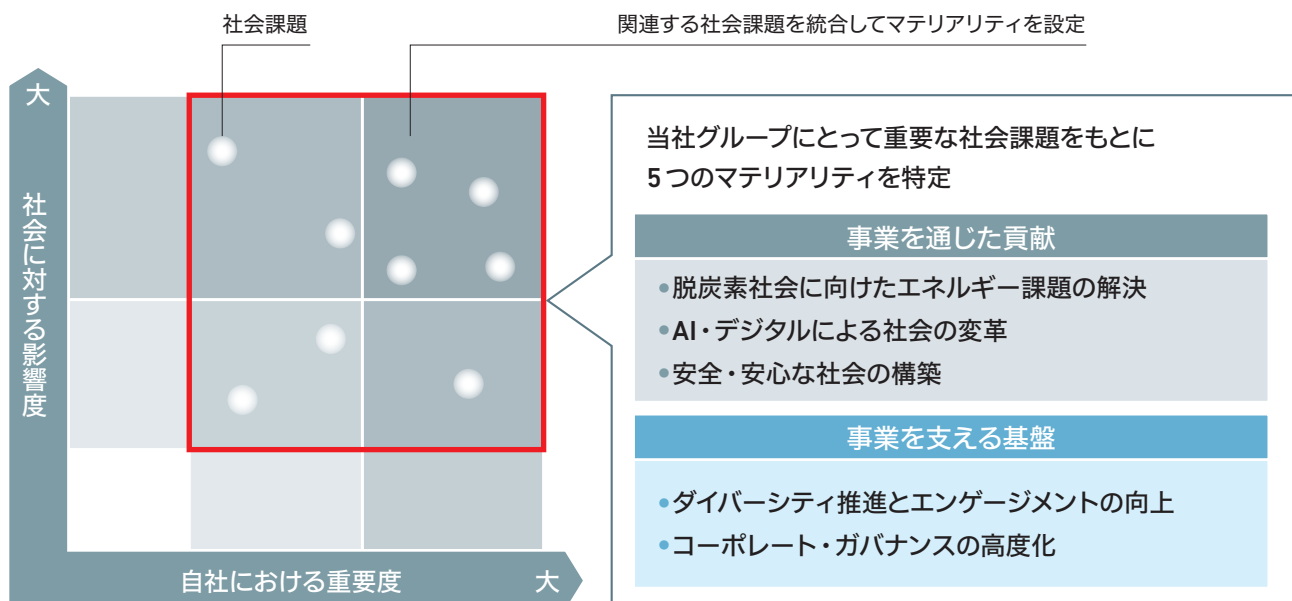 社会課題
関連する社会課題を統合してマテリアリティを設定
大
社会に対する影響度
自社における重要度
大
当社グループにとって重要な社会課題をもとに
5つのマテリアリティを特定
事業を通じた貢献
•脱炭素社会に向けたエネルギー課題の解決
•AI・デジタルによる社会の変革
•安全・安心な社会の構築
事業を支える基盤
•ダイバーシティ推進とエンゲージメントの向上
•コーポレート・ガバナンスの高度化